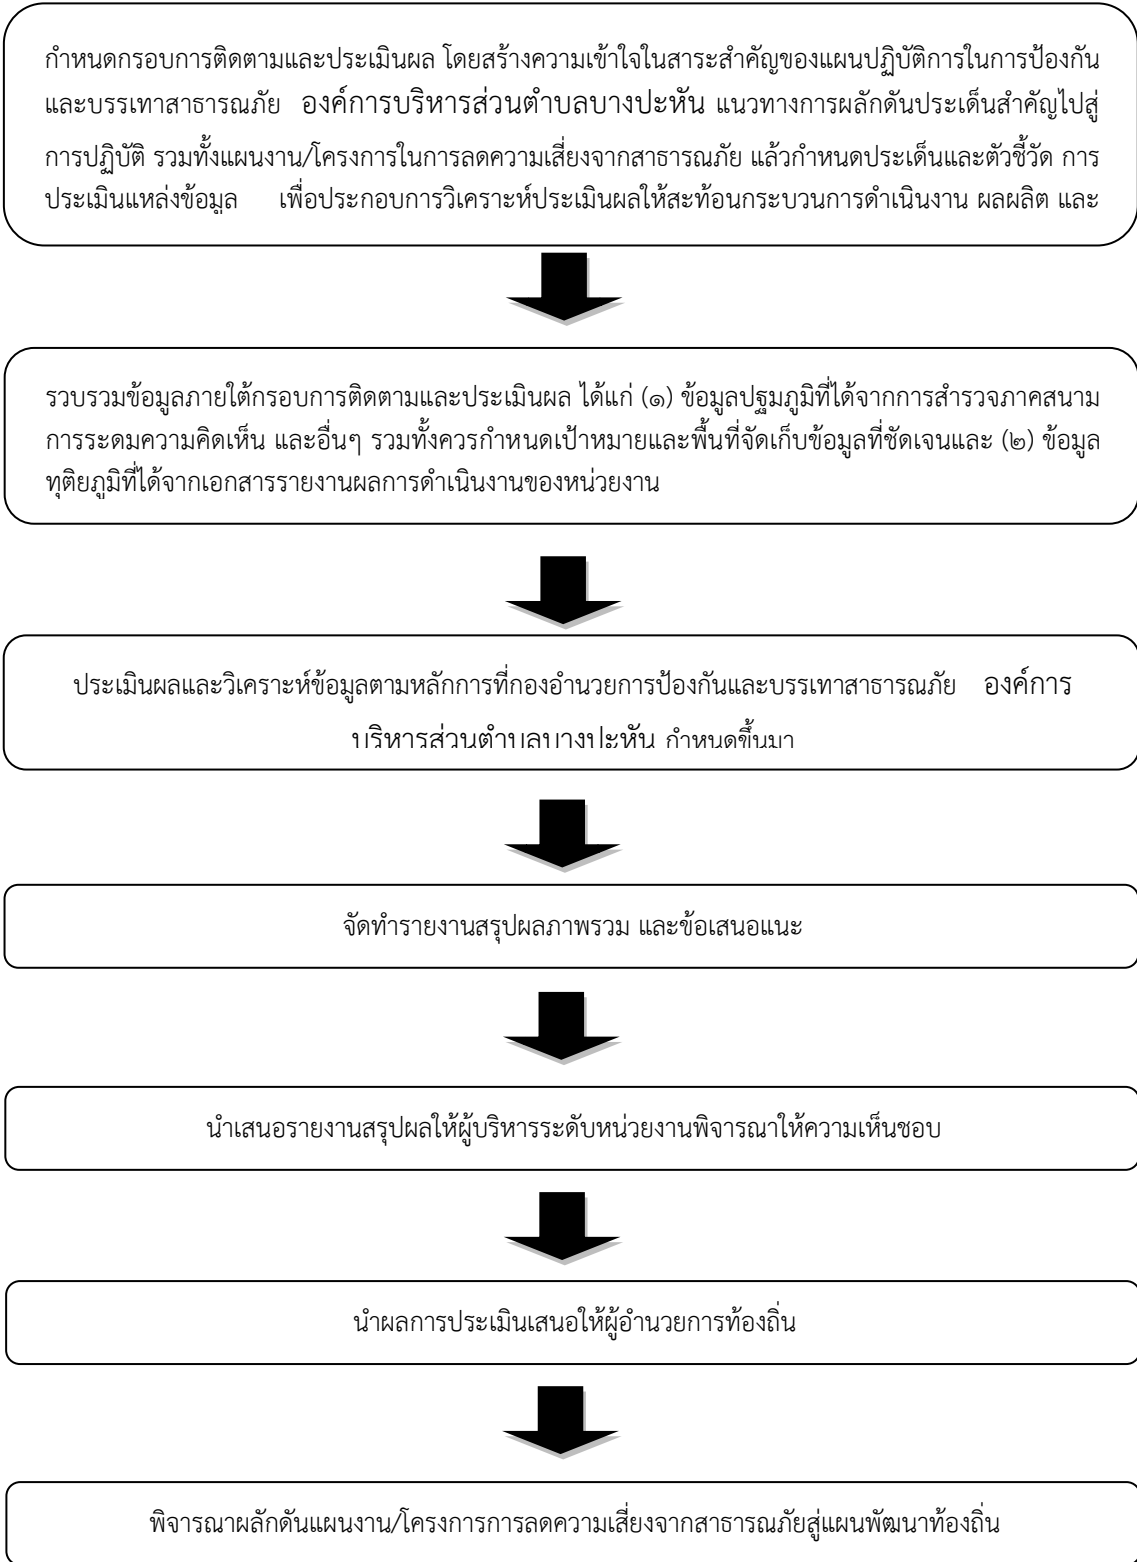 กำหนดกรอบการติดตามและประเมินผล โดยสร้างความเข้าใจในสาระสำคัญของแผนปฏิบัติการในการป้องกัน
และบรรเทาสาธารณภัย องค์การบริหารส่วนตำบลบางปะหัน แนวทางการผลักดันประเด็นสำคัญไปสู่
การปฏิบัติ รวมทั้งแผนงาน/โครงการในการลดความเสี่ยงจากสาธารณภัย แล้วกำหนดประเด็นและตัวชี้วัด การ
ประเมินแหล่งข้อมูล เพื่อประกอบการวิเคราะห์ประเมินผลให้สะท้อนกระบวนการดำเนินงาน ผลผลิต และ
รวบรวมข้อมูลภายใต้กรอบการติดตามและประเมินผล ได้แก่ (๑) ข้อมูลปฐมภูมิที่ได้จากการสำรวจภาคสนาม
การระดมความคิดเห็น และอื่นๆ รวมทั้งควรกำหนดเป้าหมายและพื้นที่จัดเก็บข้อมูลที่ชัดเจนและ (๒) ข้อมูล
ทุติยภูมิที่ได้จากเอกสารรายงานผลการดำเนินงานของหน่วยงาน
ประเมินผลและวิเคราะห์ข้อมูลตามหลักการที่กองอำนวยการป้องกันและบรรเทาสาธารณภัย องค์การ
บริหารส่วนตำบลบางปะหัน กำหนดขึ้นมา
จัดทำรายงานสรุปผลภาพรวม และข้อเสนอแนะ
นำเสนอรายงานสรุปผลให้ผู้บริหารระดับหน่วยงานพิจารณาให้ความเห็นชอบ
นำผลการประเมินเสนอให้ผู้อำนวยการท้องถิ่น
พิจารณาผลักดันแผนงาน/โครงการการลดความเสี่ยงจากสาธารณภัยสู่แผนพัฒนาท้องถิ่น